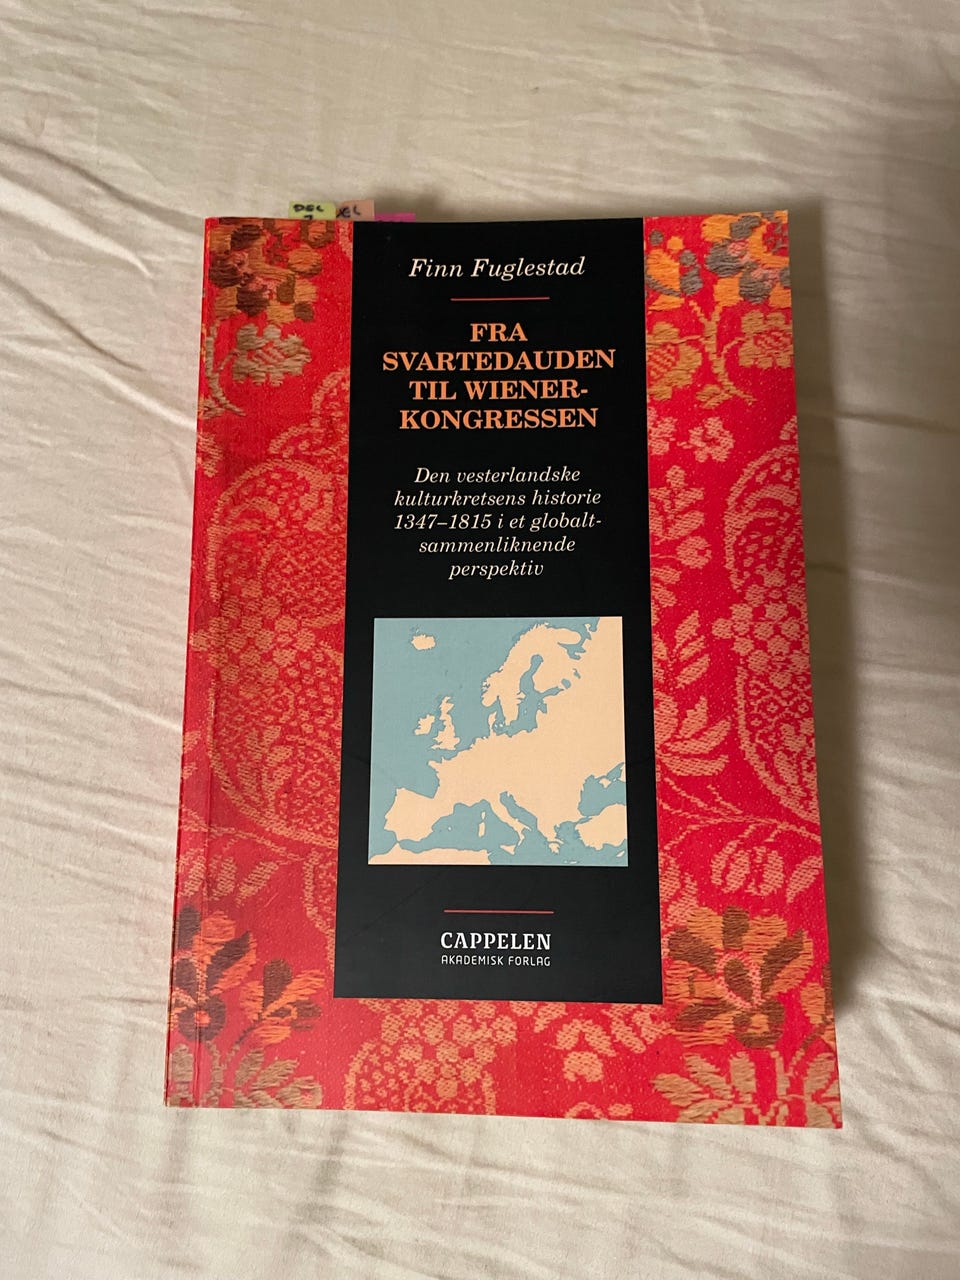 DEL
Finn Fuglestad
FRA
SVARTEDAUDEN
TIL WIENER-
KONGRESSEN
Den vesterlandske
kulturkretsens historie
1347–1815 i et globalt-
sammenliknende
perspektiv
CAPPELEN
AKADEMISK FORLAG